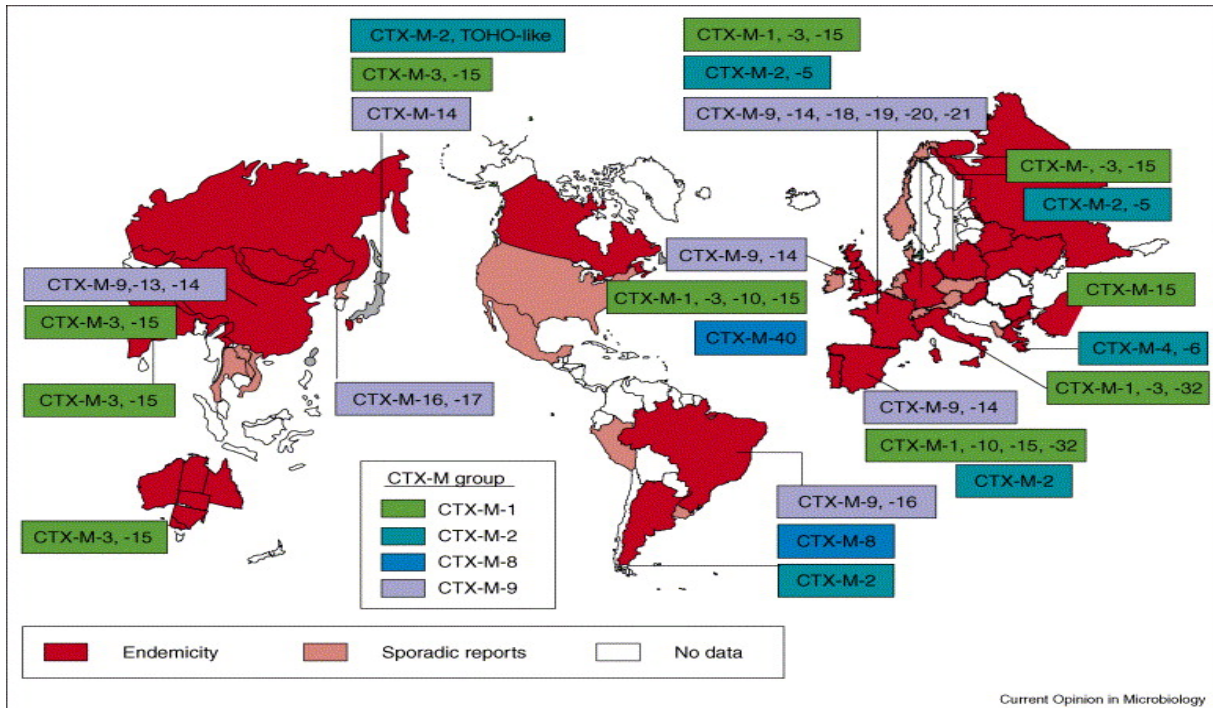 CTX-M-2, TOHO-like
CTX-M-3, -15
CTX-M-14
CTX-M-1, -3, -15
CTX-M-2, -5
CTX-M-9, -14, -18, -19, -20, -21
CTX-M-, -3, -15
CTX-M-2, -5
CTX-M-9,-13, -14
CTX-M-3, -15
CTX-M-3, -15
CTX-M-16, -17
CTX-M-9, -14
CTX-M-1, -3, -10, -15
CTX-M-40
CTX-M-15
CTX-M-4, -6
CTX-M-1, -3, -32
CTX-M-9, -14
CTX-M-1, -10, -15, -32
CTX-M-2
CTX-M-9, -16
CTX-M-8
CTX-M-2
CTX-M-3, -15
CTX-M group
CTX-M-1
CTX-M-2
CTX-M-8
CTX-M-9
Endemicity
Sporadic reports
No data
Current Opinion in Microbiology